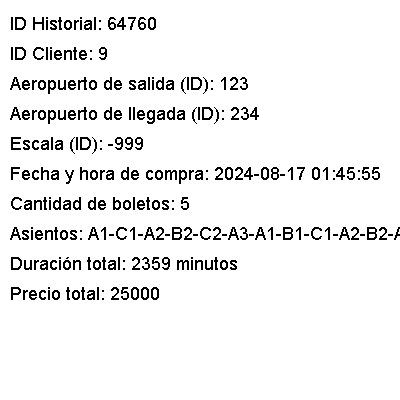 ID Historial: 64760
ID Cliente: 9
Aeropuerto de salida (ID): 123
Aeropuerto de llegada (ID): 234
Escala (ID): -999
Fecha y hora de compra: 2024-08-17 01:45:55
Cantidad de boletos: 5
Asientos: A1-C1-A2-B2-C2-A3-A1-B1-C1-A2-B2-A
Duración total: 2359 minutos
Precio total: 25000